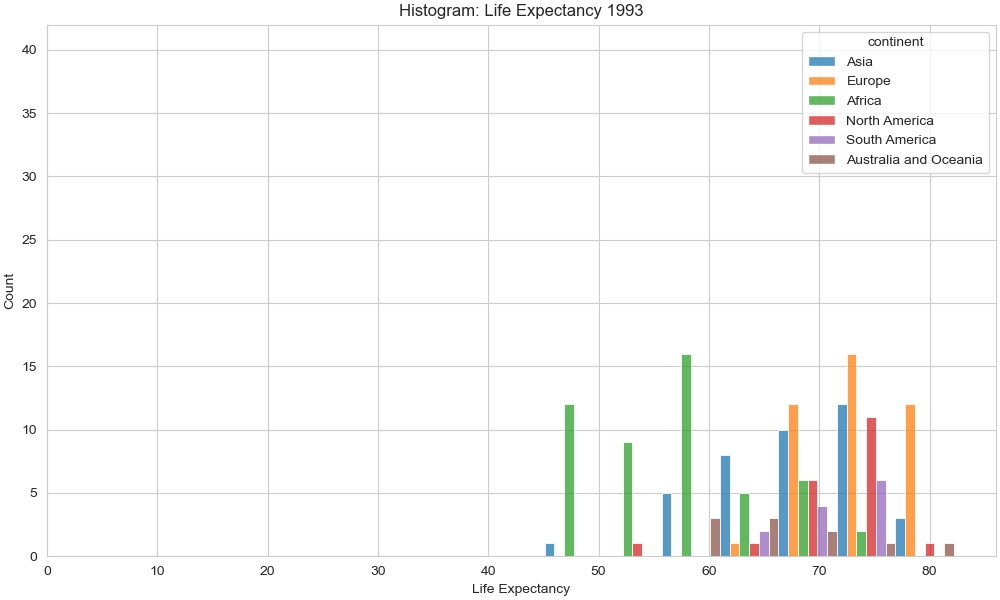 Histogram: Life Expectancy 1993
continent
Asia
Europe
Africa
North America
South America
Australia and Oceania
40
35
30
25
20
15
10
5
0
Count
0 10 20 30 40 50 60 70 80
Life Expectancy